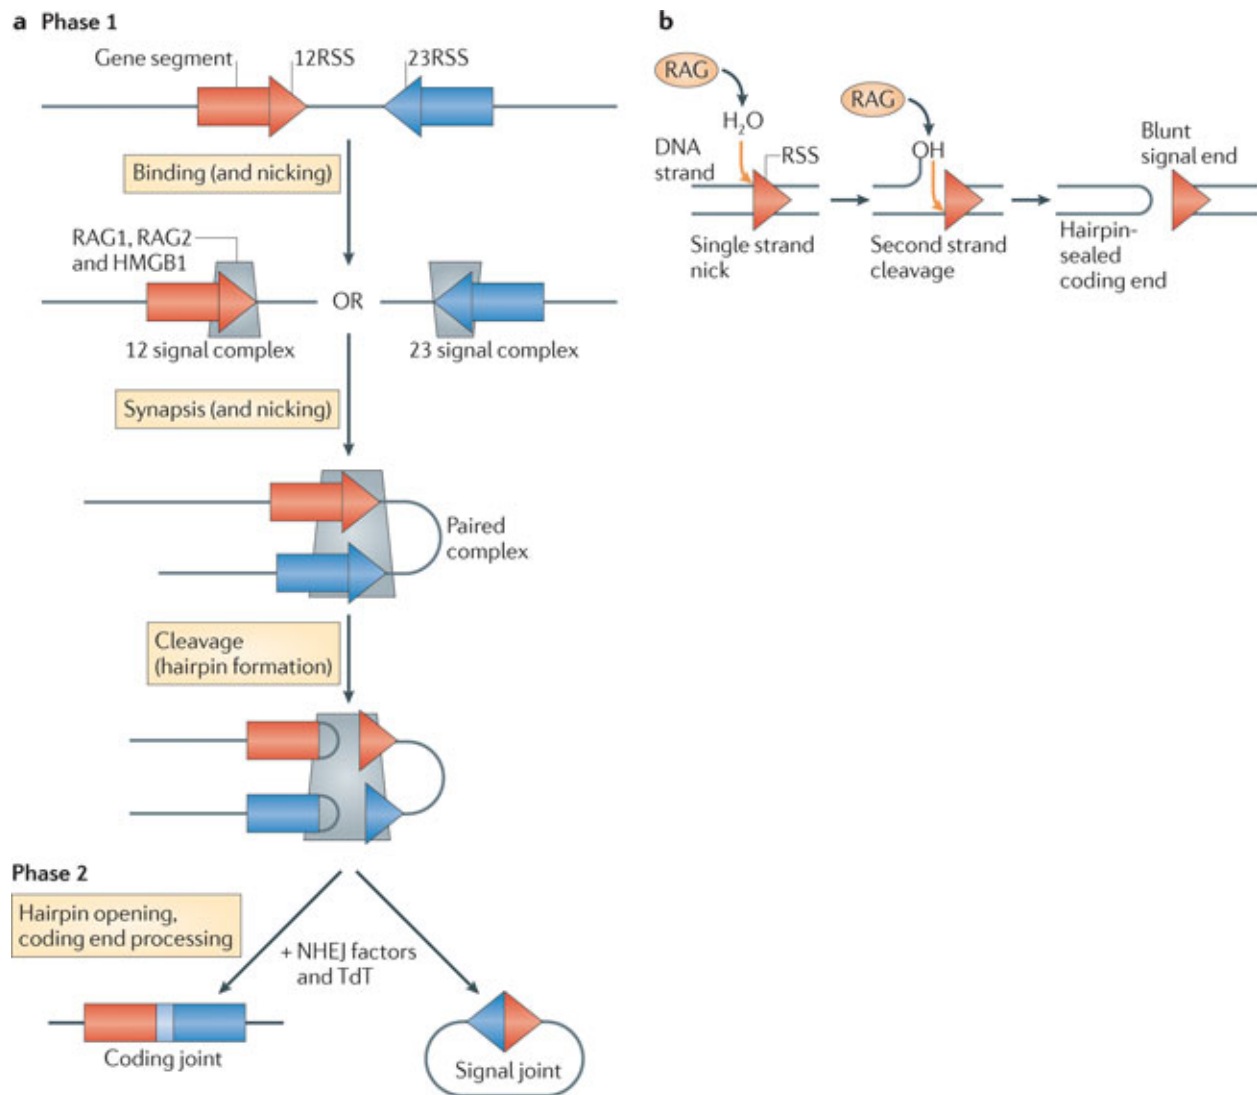 a Phase 1
Gene segment
12RSS
23RSS
Binding (and nicking)
RAG1, RAG2
and HMGB1
OR
12 signal complex
23 signal complex
Synapsis (and nicking)
Paired
complex
Cleavage
(hairpin formation)
Phase 2
Hairpin opening,
coding end processing
+ NHEJ factors
and TdT
Coding joint
Signal joint
b
RAG
H₂O
DNA
strand
RSS
Single strand
nick
RAG
OH
Second strand
cleavage
Blunt
signal end
Hairpin-
sealed
coding end